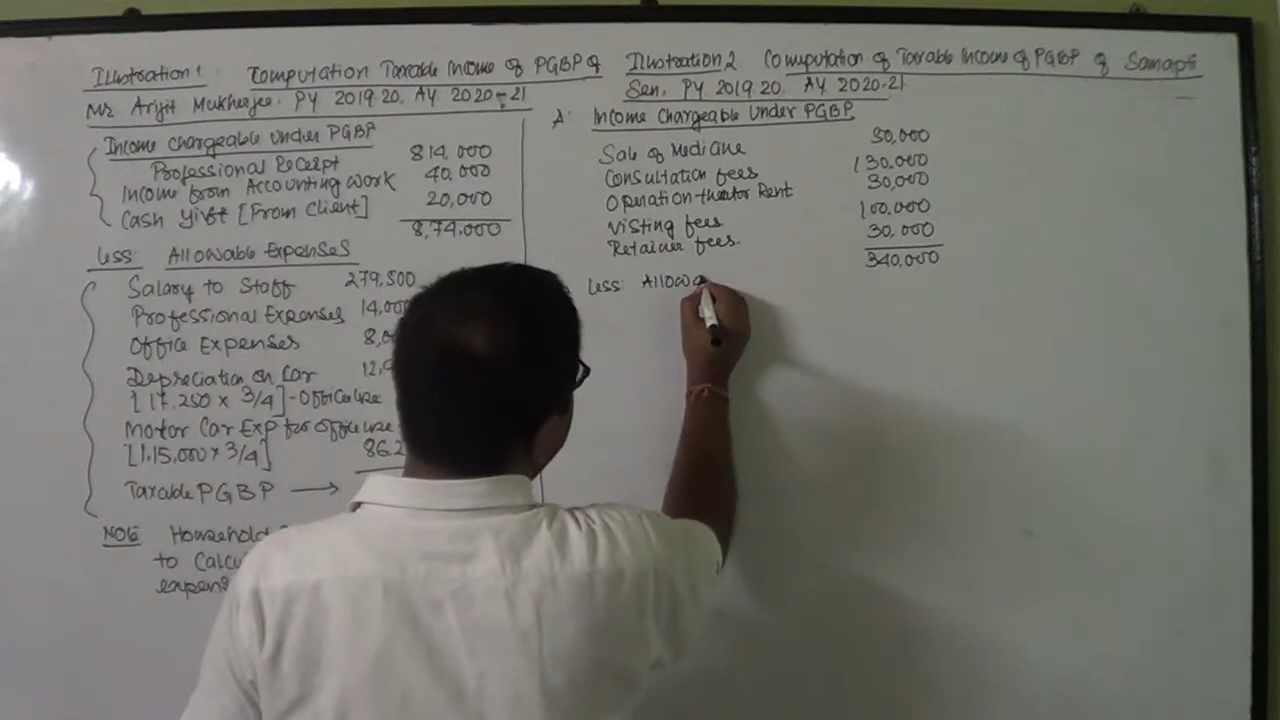 Illustration 1 Computation Taxable Income of PGBP of
Mr Arijit Mukherjee. PY 2019 20. AY 2020-21
Income chargeable under PGBP
Professional Receipt 814,000
Income from Accounting Work 40,000
Cash Gift [From Client] 20,000
8,74,000
Less: Allowable Expenses
Salary to Staff 279,500
Professional Expenses 14,000
Office Expenses
Depreciation on Car
[17,250 x 3/4] - Office use
Motor Car Exp for Office use
[1,15,000 x 3/4] 86,2
Taxable PGBP →
Note Household
to Calcu
expens
Illustration 2 Computation of Taxable Income of PGBP of Samapti
Sen. PY 2019 20. AY 2020-21
A: Income Chargeable Under PGBP.
Sale of Medicine 50,000
Consultation fees 130,000
Operation theator Rent 30,000
Visiting fees 100,000
Retainer fees 30,000
340,000
Less: Allowa